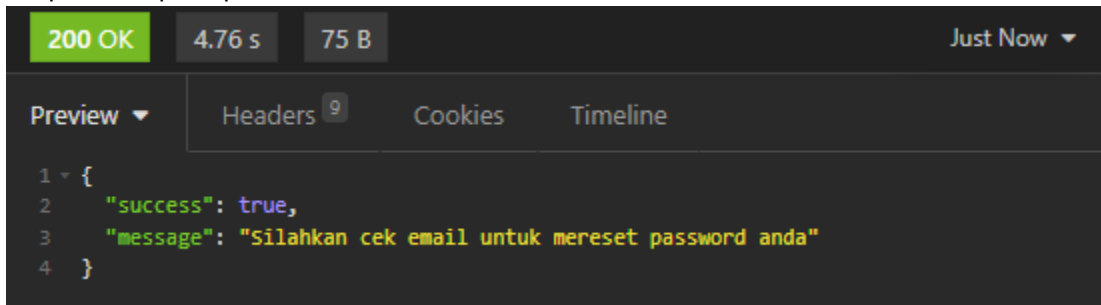 200 OK 4.76 s 75 B Just Now
Preview Headers 9 Cookies Timeline
1 {
2 "success": true,
3 "message": "Silahkan cek email untuk mereset password anda"
4 }